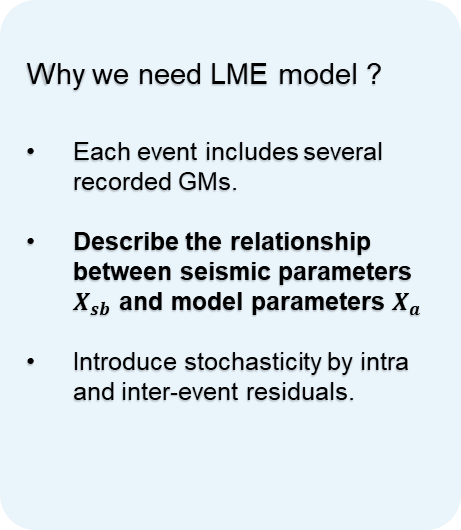 Why we need LME model ?
• Each event includes several
recorded GMs.
• Describe the relationship
between seismic parameters
X_sb and model parameters X_a
• Introduce stochasticity by intra
and inter-event residuals.